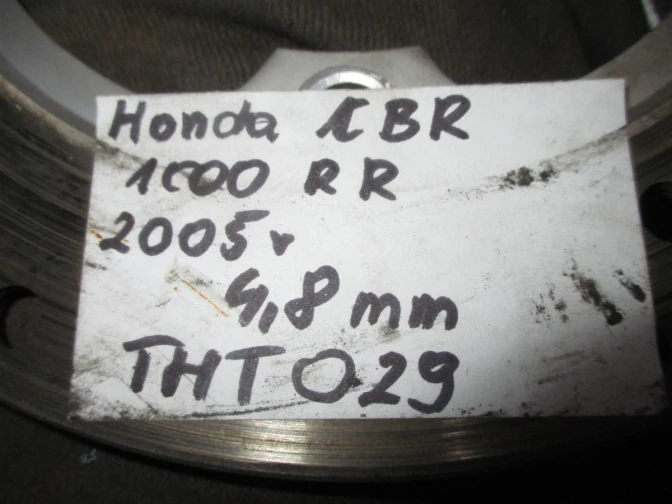 Honda CBR
1000 RR
2005r
4,8 mm
THT029